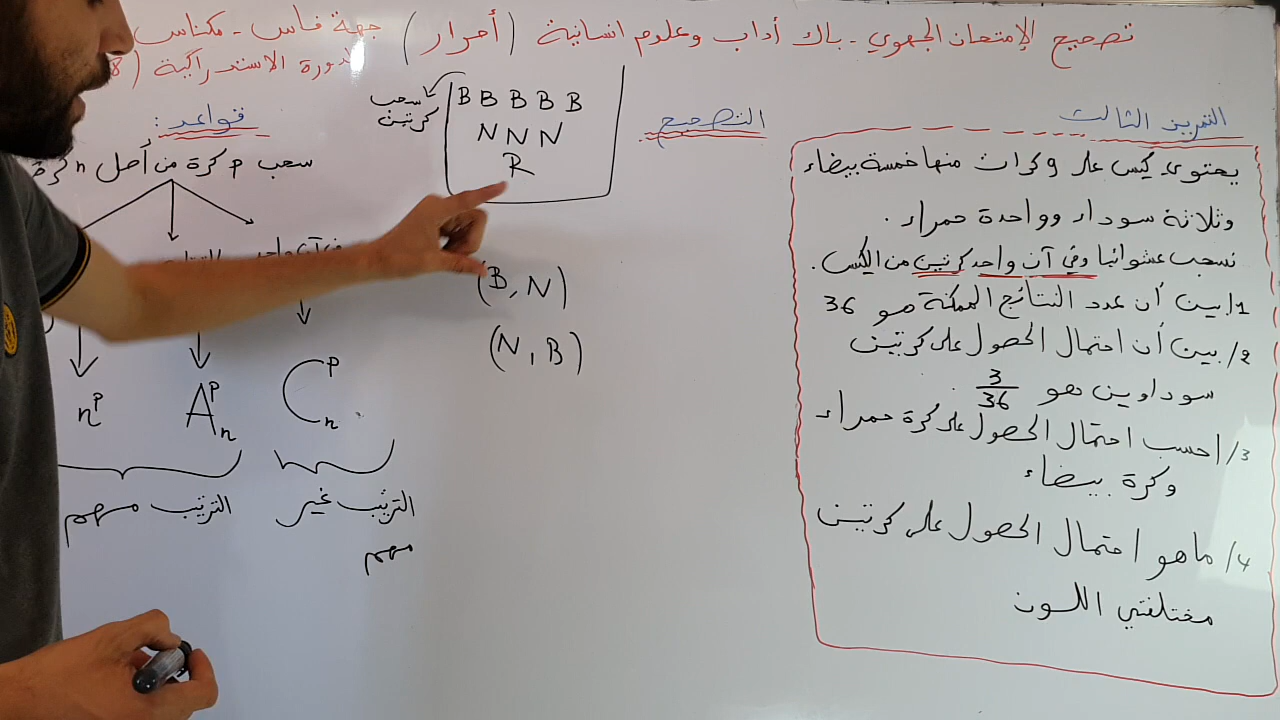 تصحيح الإمتحان الجهوي - باك أداب وعلوم انسانية (أحرار) جهة فاس - مكناس
الدورة الاستدراكية
التمرين الثالث
يحتوي كيس على 9 كرات منها خمسة بيضاء
وثلاثة سوداء وواحدة حمراء .
نسحب عشوائيا وفي آن واحد كرتين من الكيس .
1/ بين أن عدد النتائج الممكنة هو 36
2/ بين أن احتمال الحصول على كرتين
سوداوين هو 3/36 .
3/ احسب احتمال الحصول على كرة حمراء
وكرة بيضاء
4/ ماهو احتمال الحصول على كرتين
مختلفتي اللون
التصحيح
سحب
كرتين
B B B B B
N N N
R
(B, N)
(N, B)
قواعد :
سحب p كرة من أصل n كرة
في آن واحد
n^p A_n^p C_n^p
الترتيب مهم
الترتيب غير
مهم